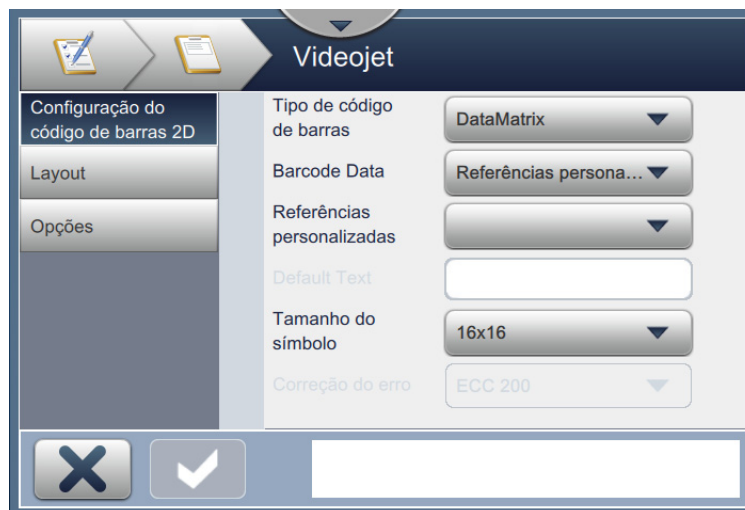 Videojet
Configuração do
código de barras 2D
Layout
Opções
Tipo de código
de barras
DataMatrix
Barcode Data
Referências persona...
Referências
personalizadas
Default Text
Tamanho do
símbolo
16x16
Correção do erro
ECC 200